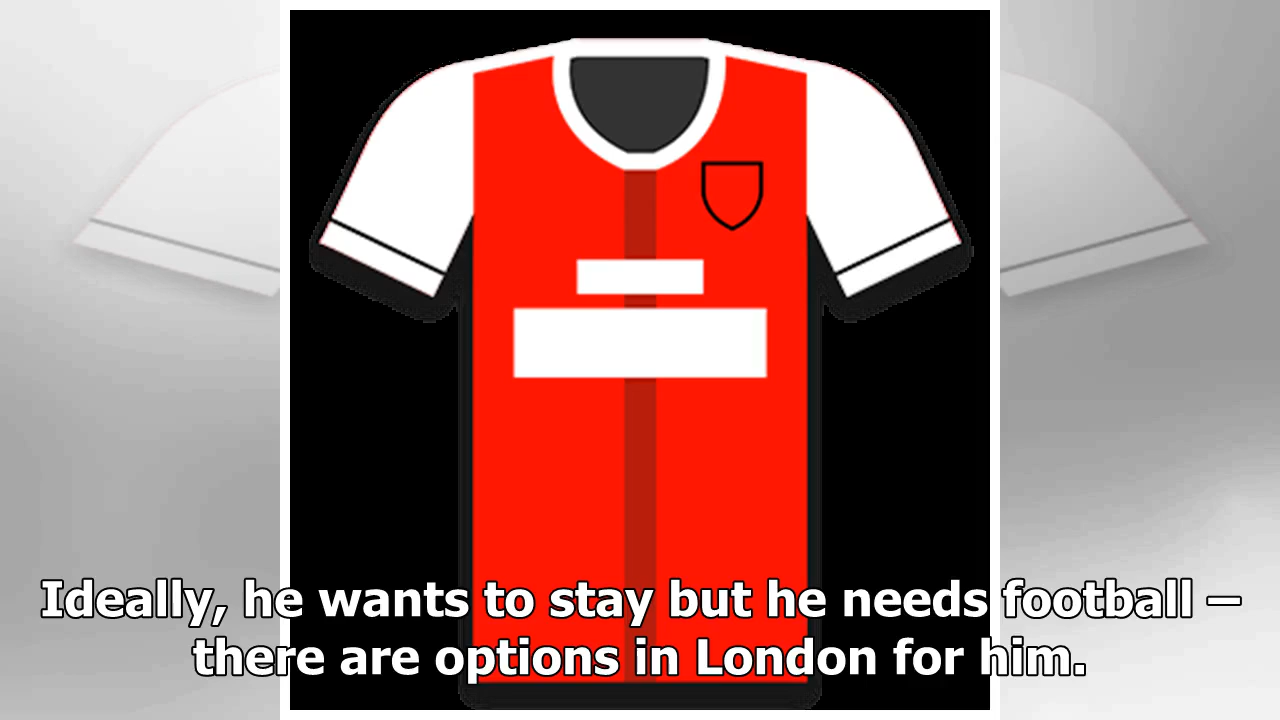 Ideally, he wants to stay but he needs football –
there are options in London for him.